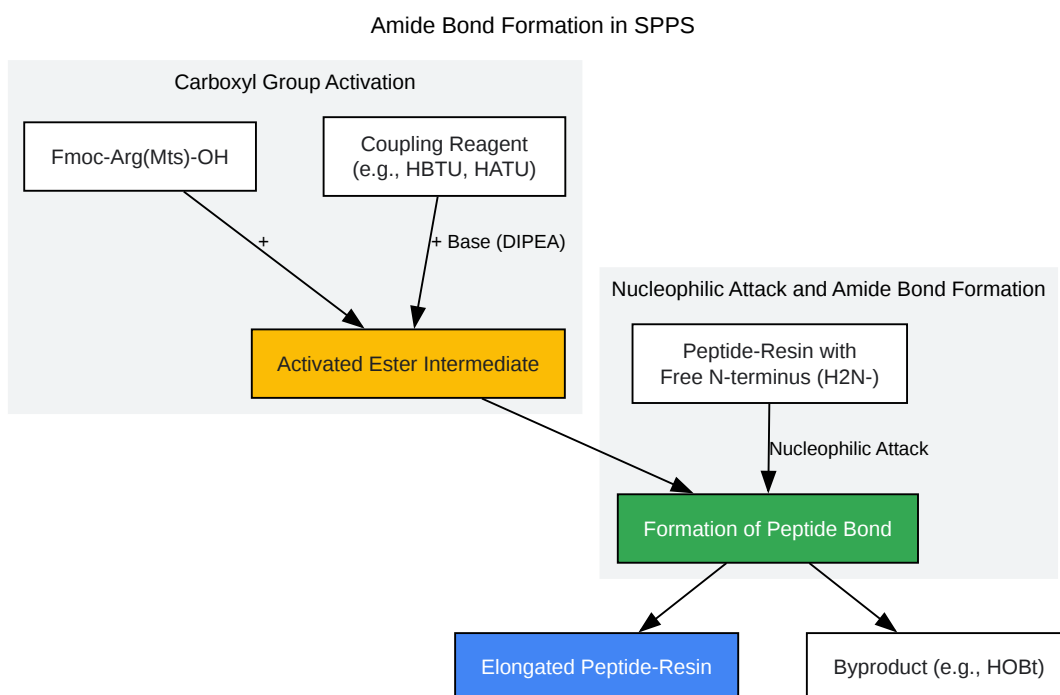 Amide Bond Formation in SPPS
Carboxyl Group Activation
Fmoc-Arg(Mts)-OH
Coupling Reagent
(e.g., HBTU, HATU)
+
+ Base (DIPEA)
Activated Ester Intermediate
Nucleophilic Attack and Amide Bond Formation
Peptide-Resin with
Free N-terminus (H2N-)
Nucleophilic Attack
Formation of Peptide Bond
Elongated Peptide-Resin
Byproduct (e.g., HOBt)